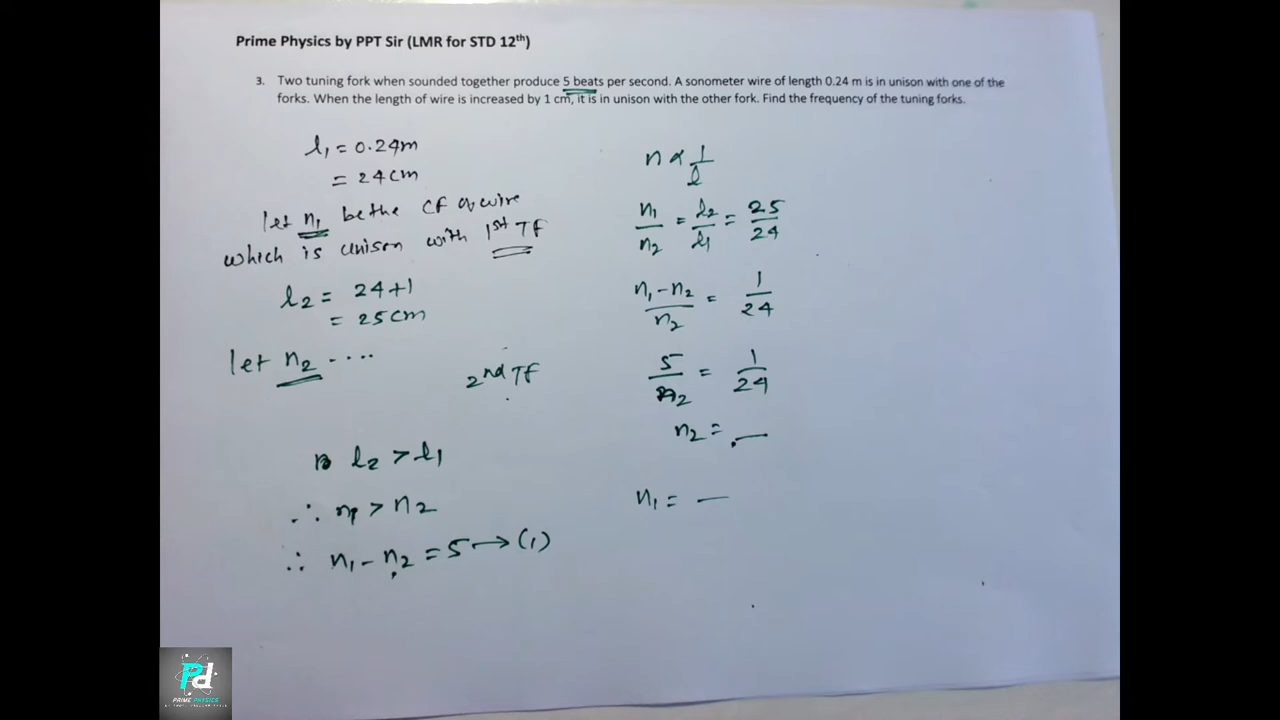 Prime Physics by PPT Sir (LMR for STD 12th)
3. Two tuning fork when sounded together produce 5 beats per second. A sonometer wire of length 0.24 m is in unison with one of the
forks. When the length of wire is increased by 1 cm, it is in unison with the other fork. Find the frequency of the tuning forks.
l₁ = 0.24m
= 24cm
let n₁ be the CF of wire
which is unison with 1st TF
l₂ = 24+1
= 25cm
let n₂ ....
2nd TF
l₂ > l₁
∴ n₁ > n₂
∴ n₁ - n₂ = 5 → (1)
n ∝ 1/l
n₁/n₂ = l₂/l₁ = 25/24
n₁-n₂/n₂ = 1/24
5/n₂ = 1/24
n₂ = —
n₁ = —
Pd
PRIME PHYSICS